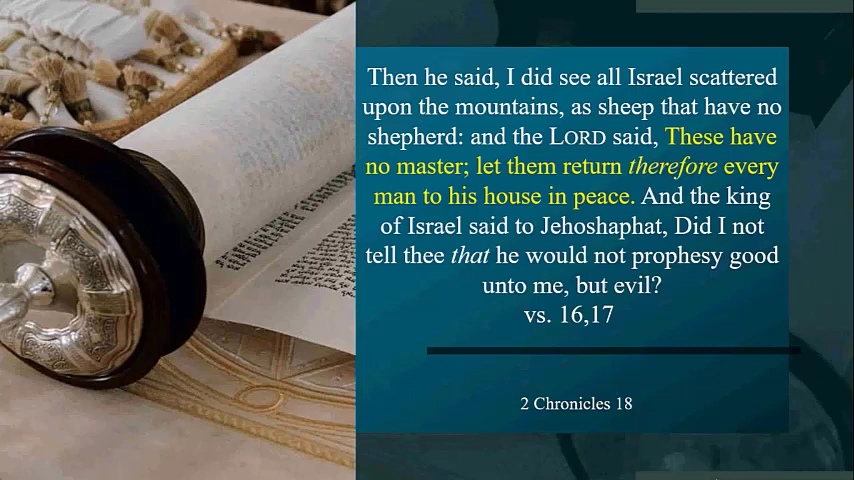 Then he said, I did see all Israel scattered
upon the mountains, as sheep that have no
shepherd: and the LORD said, These have
no master; let them return therefore every
man to his house in peace. And the king
of Israel said to Jehoshaphat, Did I not
tell thee that he would not prophesy good
unto me, but evil?
vs. 16,17
2 Chronicles 18